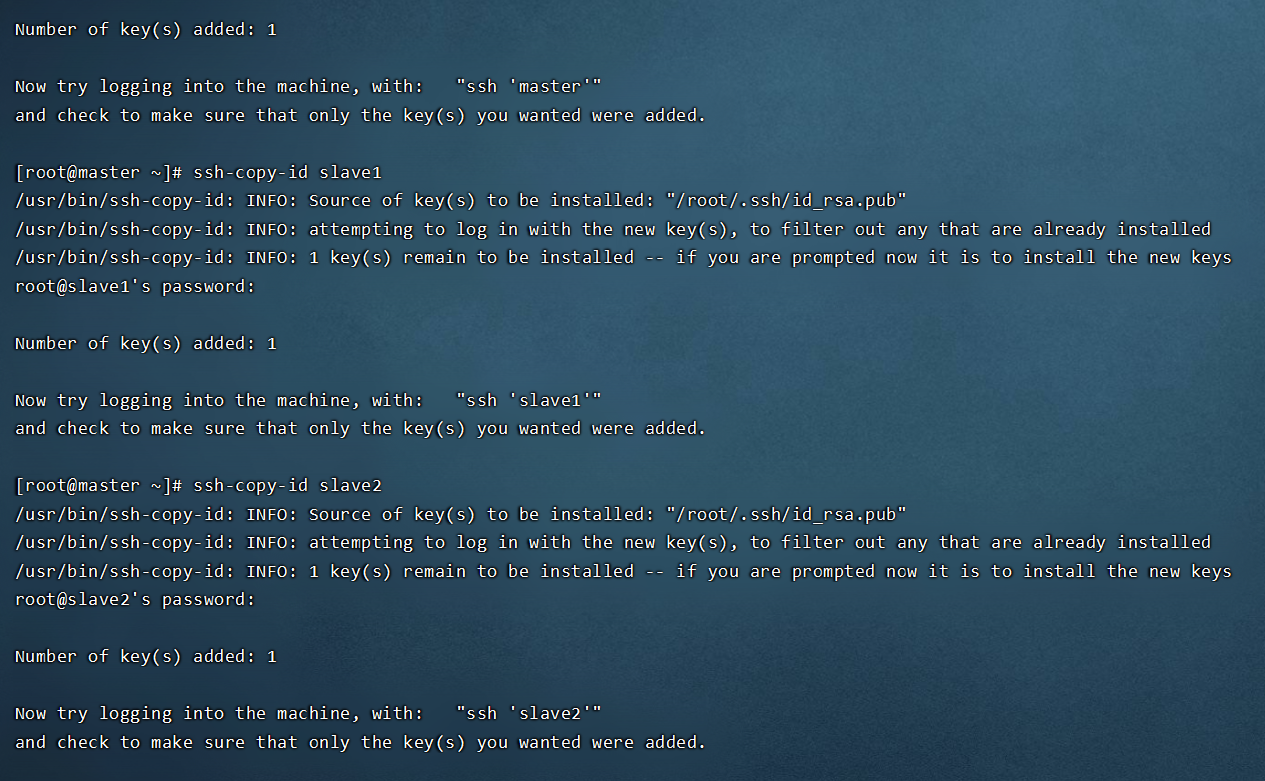 Number of key(s) added: 1
Now try logging into the machine, with:   "ssh 'master'"
and check to make sure that only the key(s) you wanted were added.
[root@master ~]# ssh-copy-id slave1
/usr/bin/ssh-copy-id: INFO: Source of key(s) to be installed: "/root/.ssh/id_rsa.pub"
/usr/bin/ssh-copy-id: INFO: attempting to log in with the new key(s), to filter out any that are already installed
/usr/bin/ssh-copy-id: INFO: 1 key(s) remain to be installed -- if you are prompted now it is to install the new keys
root@slave1's password:
Number of key(s) added: 1
Now try logging into the machine, with:   "ssh 'slave1'"
and check to make sure that only the key(s) you wanted were added.
[root@master ~]# ssh-copy-id slave2
/usr/bin/ssh-copy-id: INFO: Source of key(s) to be installed: "/root/.ssh/id_rsa.pub"
/usr/bin/ssh-copy-id: INFO: attempting to log in with the new key(s), to filter out any that are already installed
/usr/bin/ssh-copy-id: INFO: 1 key(s) remain to be installed -- if you are prompted now it is to install the new keys
root@slave2's password:
Number of key(s) added: 1
Now try logging into the machine, with:   "ssh 'slave2'"
and check to make sure that only the key(s) you wanted were added.